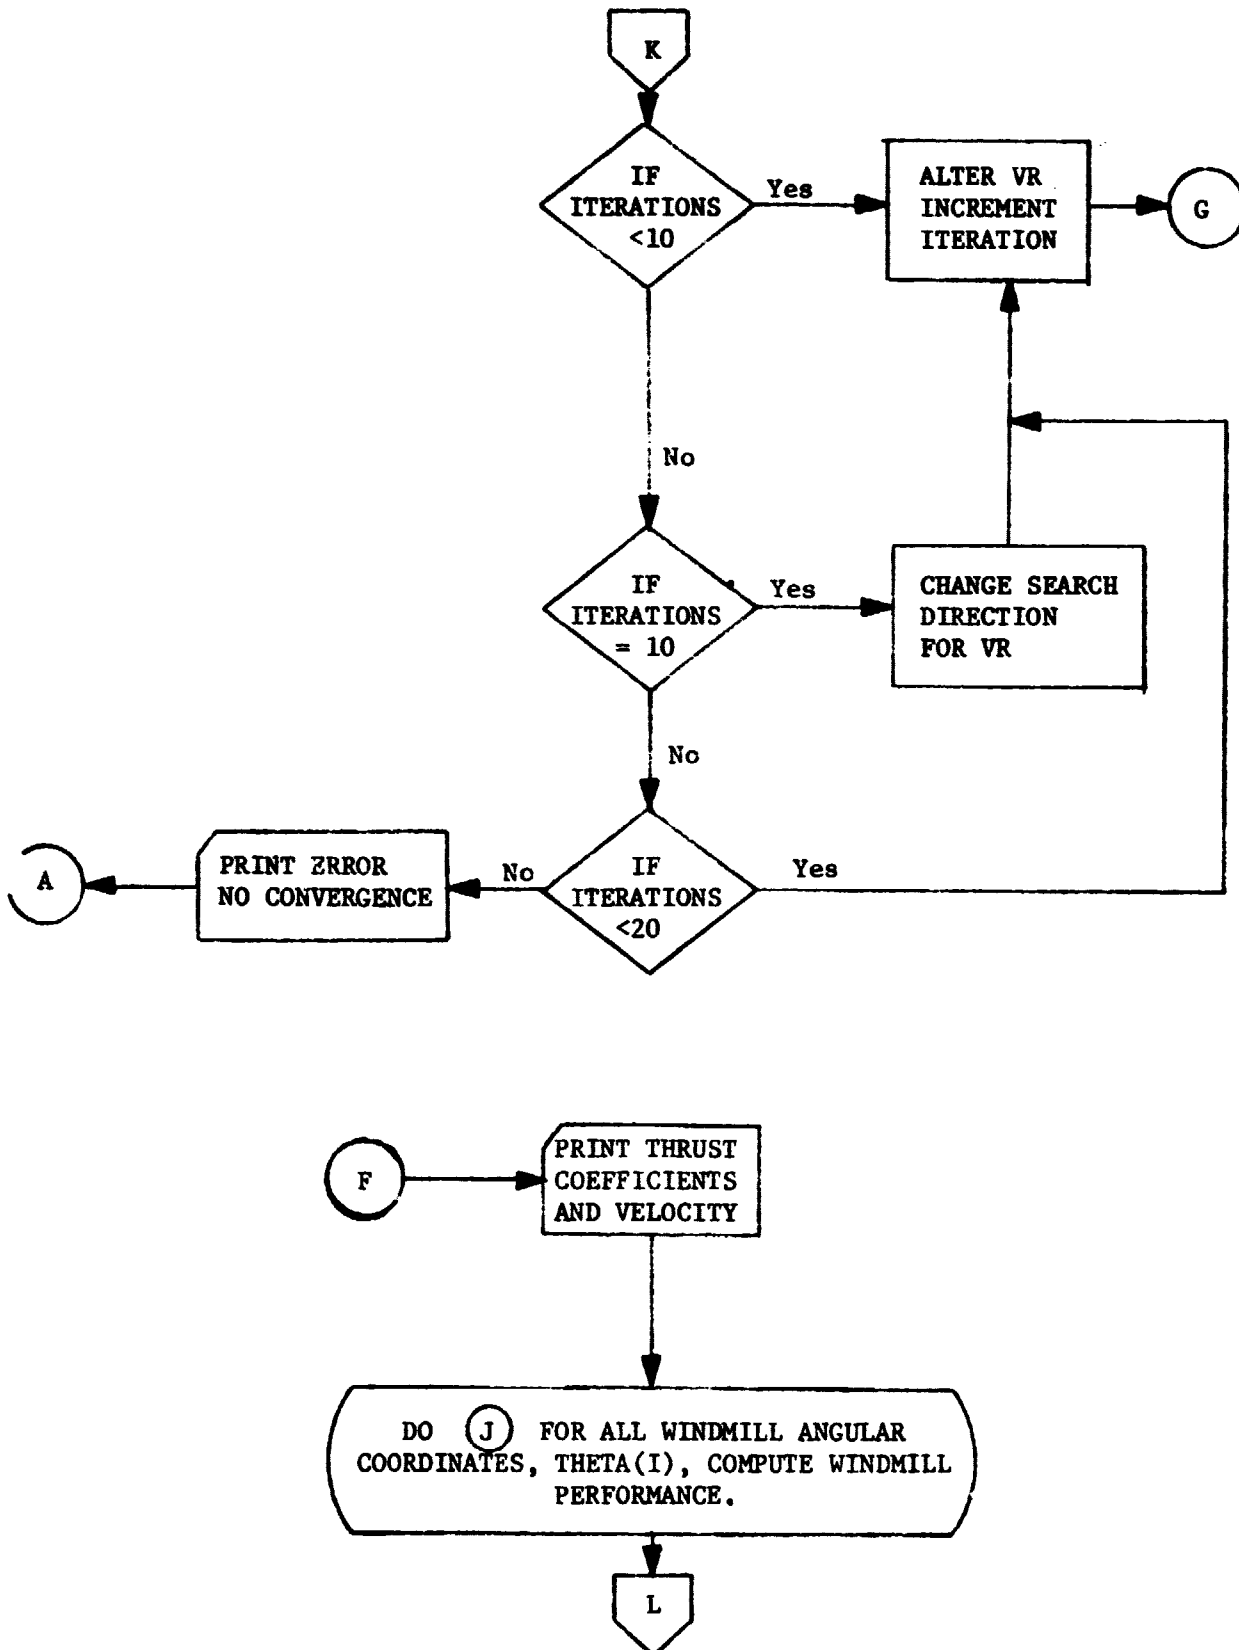 K
IF
ITERATIONS
<10
Yes
ALTER VR
INCREMENT
ITERATION
G
No
IF
ITERATIONS
= 10
Yes
CHANGE SEARCH
DIRECTION
FOR VR
No
IF
ITERATIONS
<20
Yes
No
PRINT ERROR
NO CONVERGENCE
A
F
PRINT THRUST
COEFFICIENTS
AND VELOCITY
DO J FOR ALL WINDMILL ANGULAR
COORDINATES, THETA(I), COMPUTE WINDMILL
PERFORMANCE.
L